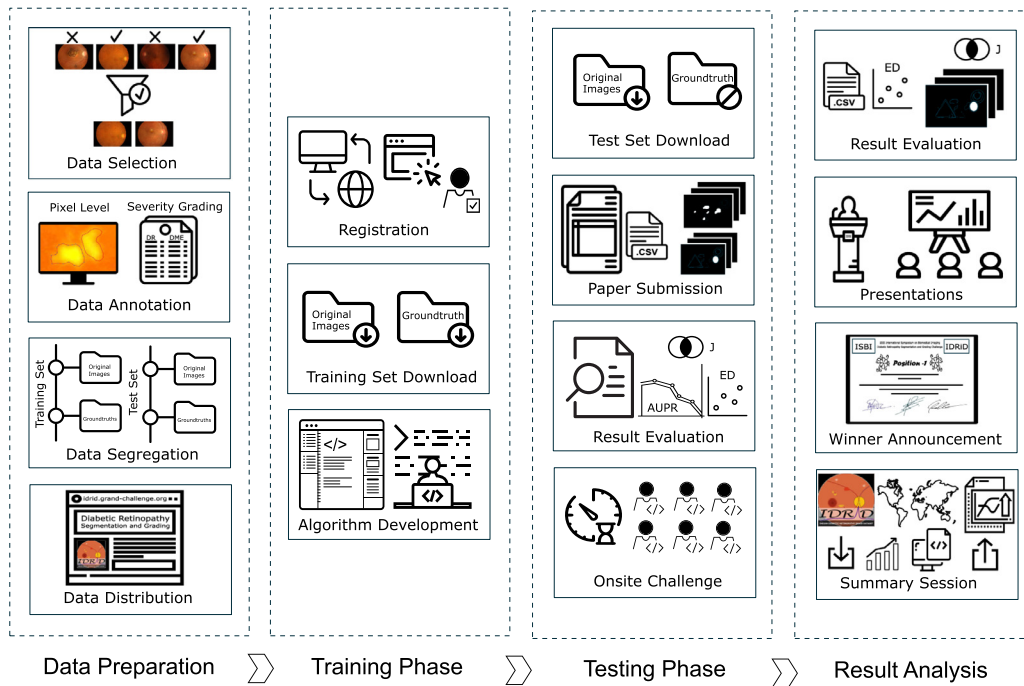 Data Selection
Pixel Level
Severity Grading
DR DME
Data Annotation
Training Set
Original
Images
Groundtruths
Test Set
Original
Images
Groundtruths
Data Segregation
idrid.grand-challenge.org
Diabetic Retinopathy
Segmentation and Grading
IDRiD
Data Distribution
Registration
Original
Images
Groundtruth
Training Set Download
</>
</>
Algorithm Development
Original
Images
Groundtruth
Test Set Download
.CSV
Paper Submission
J
AUPR
ED
Result Evaluation
</> </> </>
</> </> </>
Onsite Challenge
J
.CSV
ED
Result Evaluation
Presentations
ISBI
IDRiD
Position -1
Winner Announcement
IDRiD
</>
Summary Session
Data Preparation
Training Phase
Testing Phase
Result Analysis